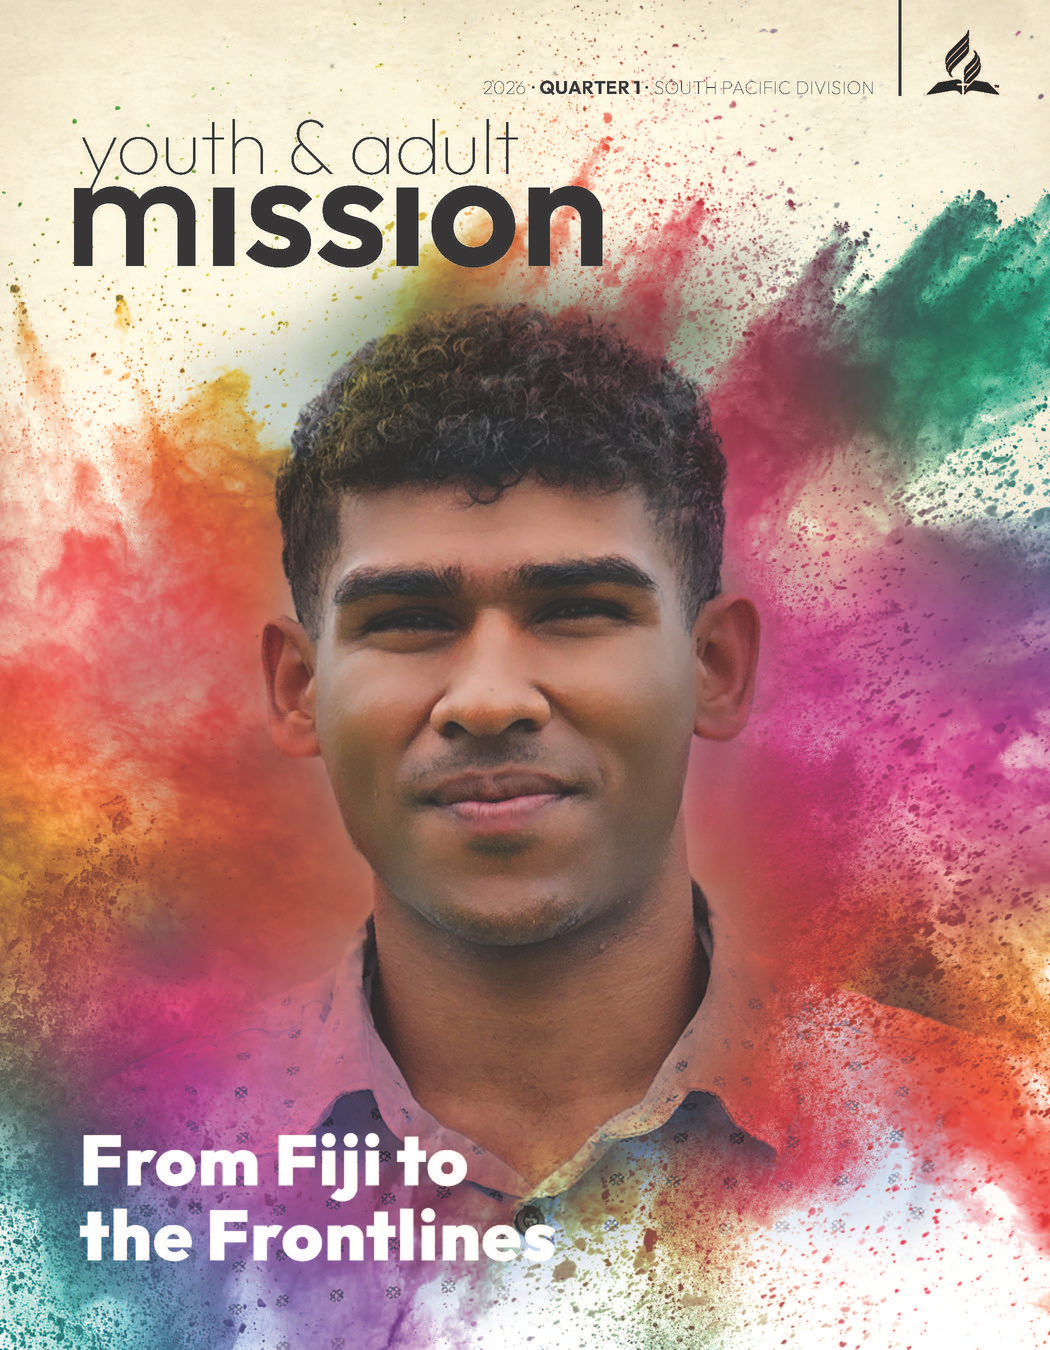 2026 · QUARTER 1 · SOUTH PACIFIC DIVISION
youth & adult
mission
From Fiji to
the Frontlines